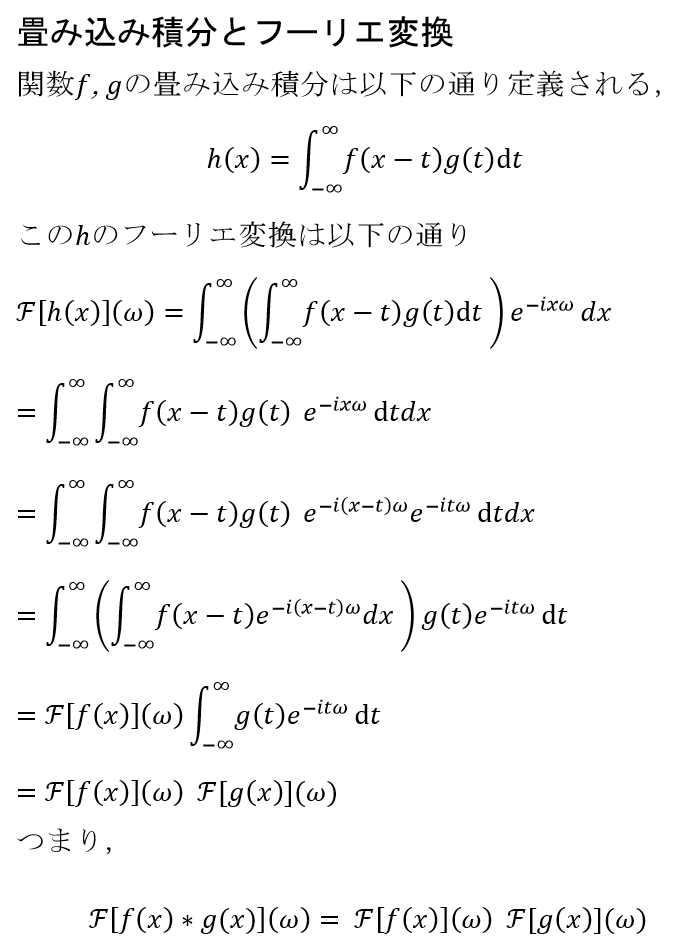 畳み込み積分とフーリエ変換
関数f, gの畳み込み積分は以下の通り定義される,
h(x) = ∫_{−∞}^{∞} f(x − t)g(t)dt
このhのフーリエ変換は以下の通り
ℱ[h(x)](ω) = ∫_{−∞}^{∞} (∫_{−∞}^{∞} f(x − t)g(t)dt ) e^{−ixω} dx
= ∫_{−∞}^{∞} ∫_{−∞}^{∞} f(x − t)g(t) e^{−ixω} dtdx
= ∫_{−∞}^{∞} ∫_{−∞}^{∞} f(x − t)g(t) e^{−i(x−t)ω}e^{−itω} dtdx
= ∫_{−∞}^{∞} (∫_{−∞}^{∞} f(x − t)e^{−i(x−t)ω}dx ) g(t)e^{−itω} dt
= ℱ[f(x)](ω) ∫_{−∞}^{∞} g(t)e^{−itω} dt
= ℱ[f(x)](ω) ℱ[g(x)](ω)
つまり,
ℱ[f(x) ∗ g(x)](ω) = ℱ[f(x)](ω) ℱ[g(x)](ω)